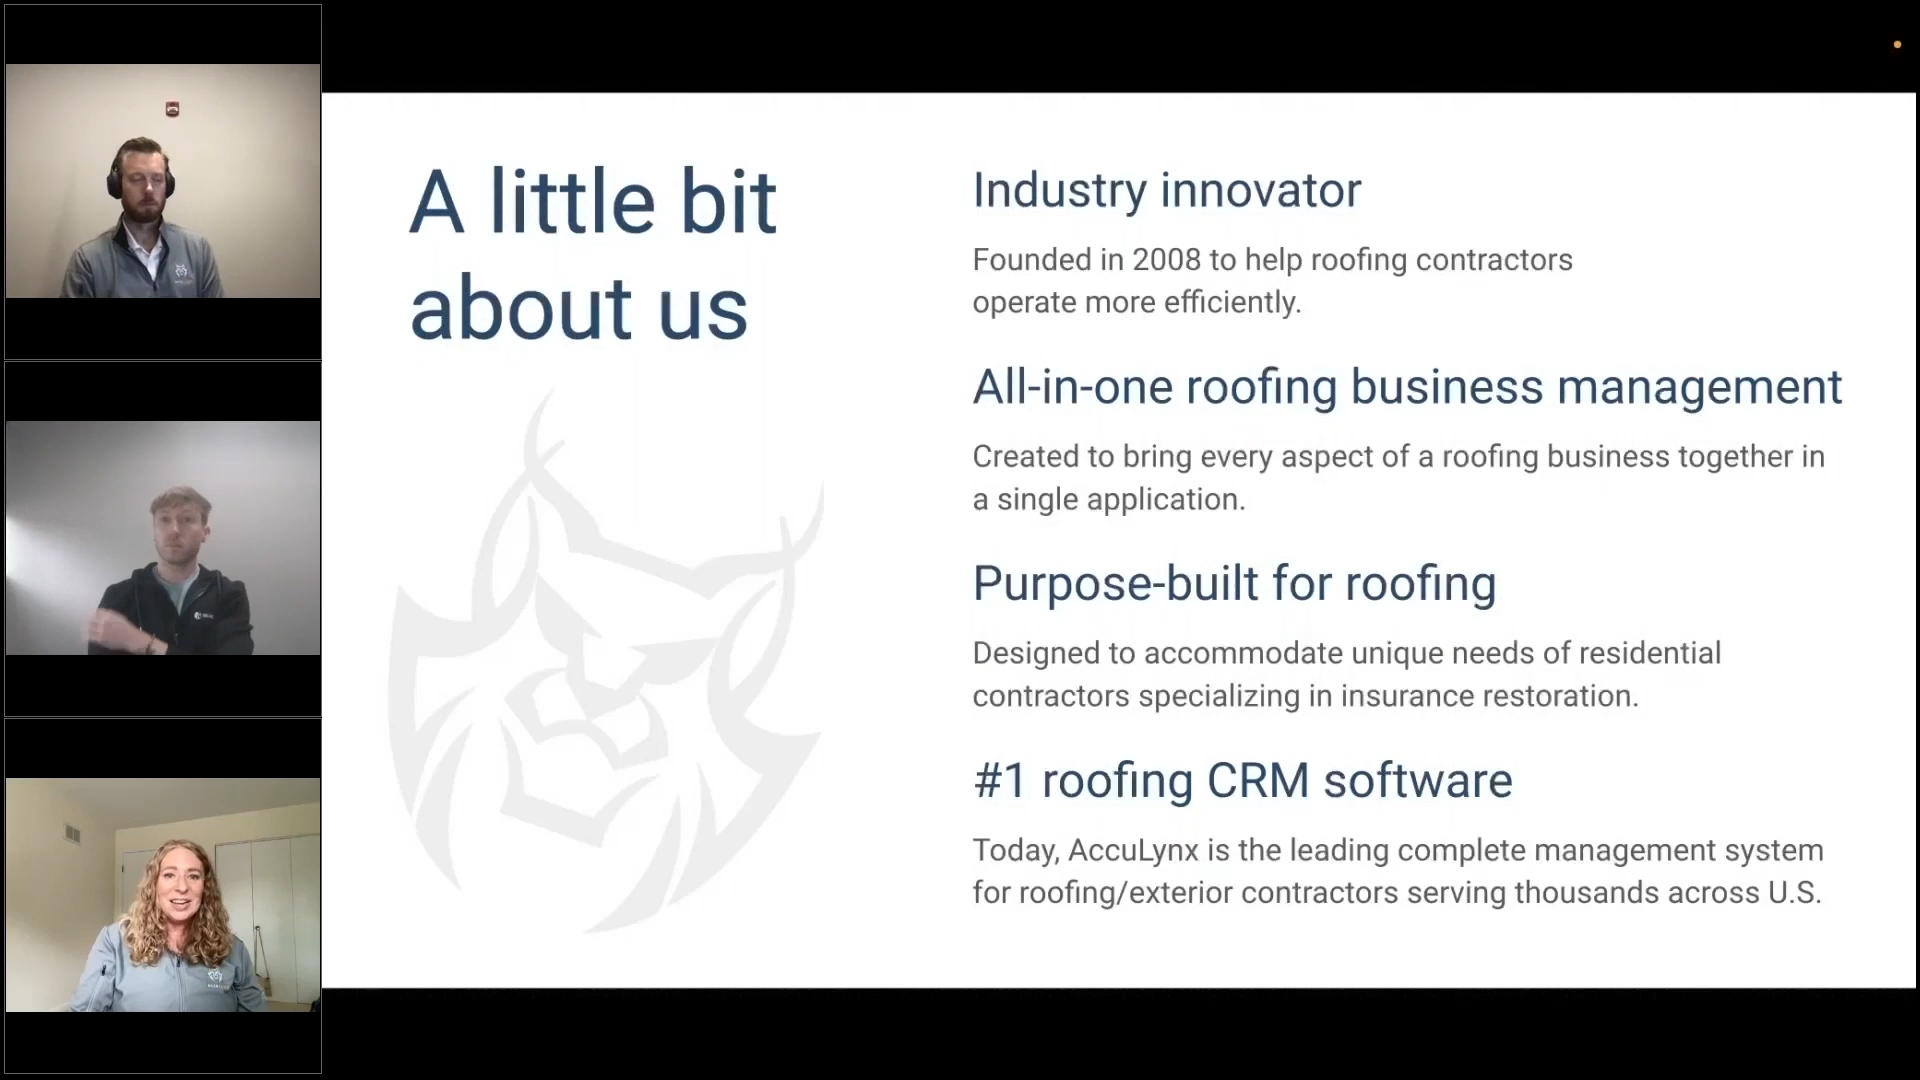 A little bit
about us
Industry innovator
Founded in 2008 to help roofing contractors
operate more efficiently.
All-in-one roofing business management
Created to bring every aspect of a roofing business together in
a single application.
Purpose-built for roofing
Designed to accommodate unique needs of residential
contractors specializing in insurance restoration.
#1 roofing CRM software
Today, AccuLynx is the leading complete management system
for roofing/exterior contractors serving thousands across U.S.